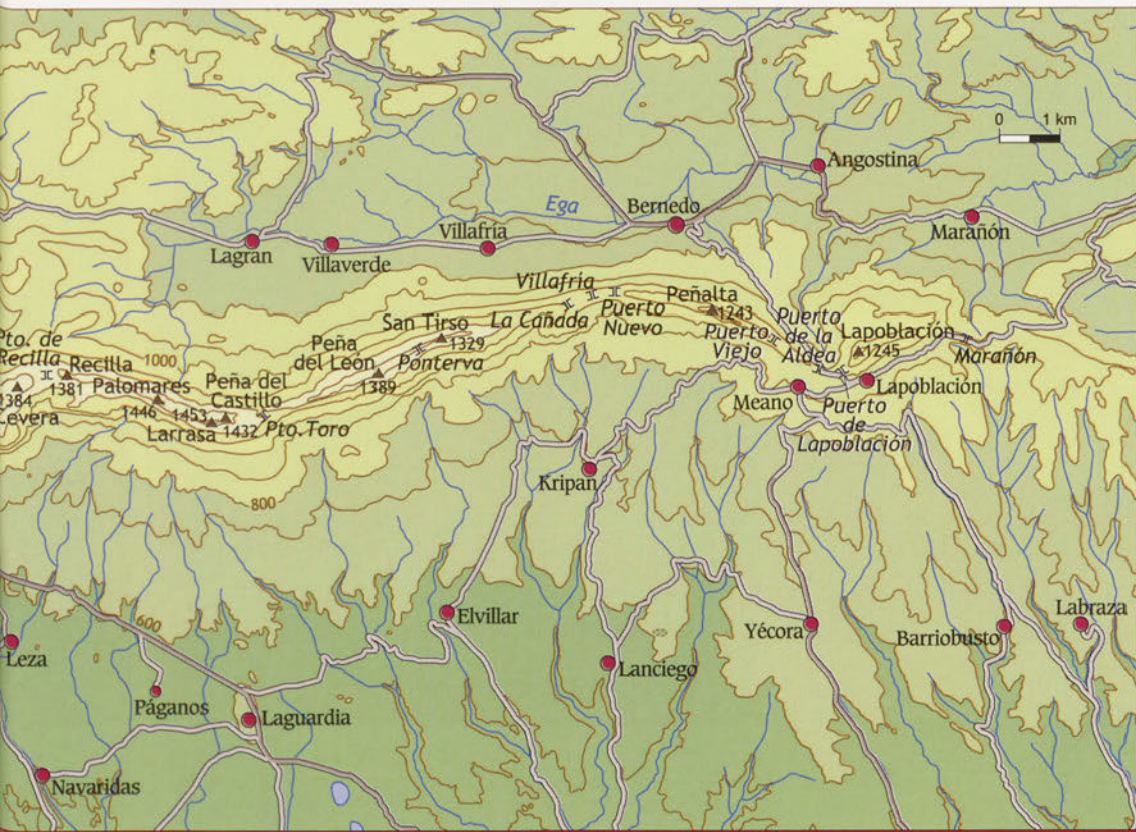 0 1 km
Angostina
Ega
Bernedo
Marañón
Villafría
Lagrán
Villaverde
Villafría
Peñalta
1243
Puerto
Nuevo
La Cañada
San Tirso
1329
Ponterva
Peña
del León
1389
Puerto
Viejo
Puerto
de la
Aldea
Lapoblación
1245
Marañón
Pto. de
Recilla
1384
Cevera
Recilla
1381
1000
Palomares
1446
1453
Larrasa
Peña del
Castillo
1432
Pto. Toro
Meano
Lapoblación
Puerto
de
Lapoblación
Kripan
800
600
Elvillar
Yécora
Barriobusto
Labraza
Leza
Lanciego
Páganos
Laguardia
Navaridas